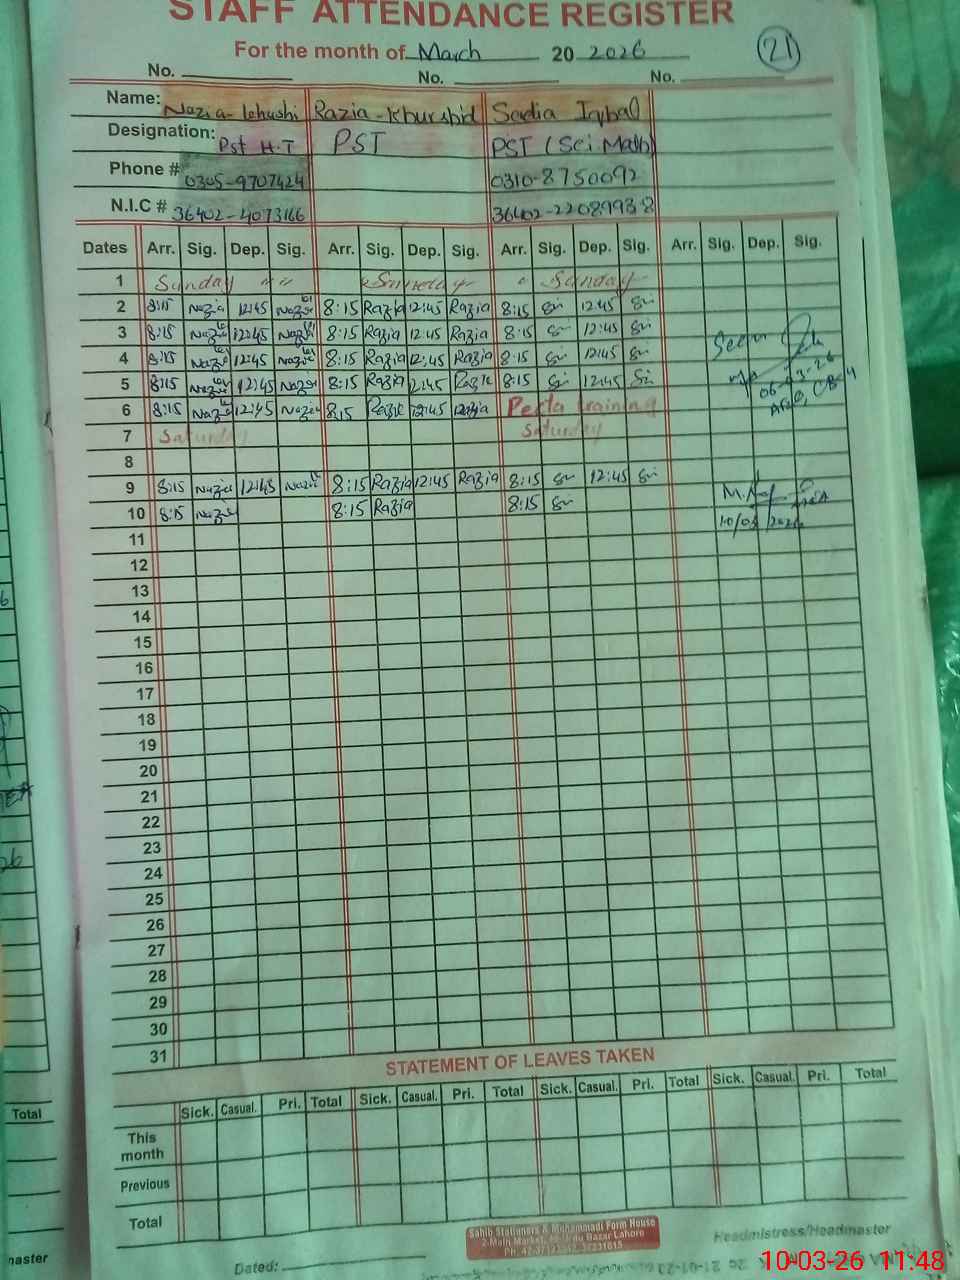 STAFF ATTENDANCE REGISTER
For the month of March 20 2026
21
No. No. No.
Name: Nazia Razia Khurshid Sadia Iqbal
Designation: Pst H.T PST PST (Sci Math)
Phone # 0305-9707424 0310-8750092
N.I.C # 36402-4073166 36402-2208993 8
Dates Arr. Sig. Dep. Sig. Arr. Sig. Dep. Sig. Arr. Sig. Dep. Sig. Arr. Sig. Dep. Sig.
1 Sunday Sunday Sunday
2 8:15 Nazia 12:45 Nazia 8:15 Razia 12:45 Razia 8:15 12:45
3 8:15 Nazia 12:45 Nazia 8:15 Razia 12:45 Razia 8:15 12:45
4 8:15 Nazia 12:45 Nazia 8:15 Razia 12:45 Razia 8:15 12:45
5 8:15 Nazia 12:45 Nazia 8:15 Razia 12:45 Razia 8:15 12:45
06-03-26
6 8:15 Nazia 12:45 Nazia 8:15 Razia 12:45 Razia Pecta training
7 Saturday Saturday
8
9 8:15 Nazia 12:45 Nazia 8:15 Razia 12:45 Razia 8:15 12:45
10 8:15 Nazia 8:15 Razia 8:15
10/03/2026
11
12
13
14
15
16
17
18
19
20
21
22
23
24
25
26
27
28
29
30
31
STATEMENT OF LEAVES TAKEN
Sick. Casual. Pri. Total Sick. Casual. Pri. Total Sick. Casual. Pri. Total Sick. Casual. Pri. Total
This month
Previous
Total
Total
Sahib Stationers & Muhammadi Form House
Urdu Bazar Lahore
Headmistress/Headmaster
Dated:
master
10-03-26 11:48